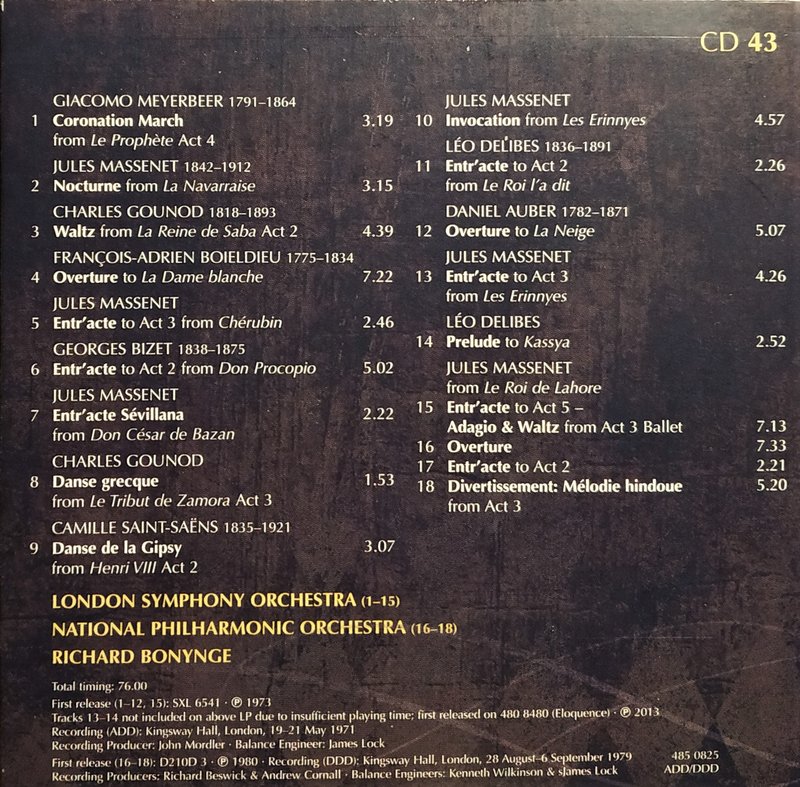 CD 43
GIACOMO MEYERBEER 1791–1864
1 Coronation March 3.19
from Le Prophète Act 4
JULES MASSENET 1842–1912
2 Nocturne from La Navarraise 3.15
CHARLES GOUNOD 1818–1893
3 Waltz from La Reine de Saba Act 2 4.39
FRANÇOIS-ADRIEN BOIELDIEU 1775–1834
4 Overture to La Dame blanche 7.22
JULES MASSENET
5 Entr'acte to Act 3 from Chérubin 2.46
GEORGES BIZET 1838–1875
6 Entr'acte to Act 2 from Don Procopio 5.02
JULES MASSENET
7 Entr'acte Sévillana 2.22
from Don César de Bazan
CHARLES GOUNOD
8 Danse grecque 1.53
from Le Tribut de Zamora Act 3
CAMILLE SAINT-SAËNS 1835–1921
9 Danse de la Gipsy 3.07
from Henri VIII Act 2
JULES MASSENET
10 Invocation from Les Erinnyes 4.57
LÉO DELIBES 1836–1891
11 Entr'acte to Act 2 2.26
from Le Roi l'a dit
DANIEL AUBER 1782–1871
12 Overture to La Neige 5.07
JULES MASSENET
13 Entr'acte to Act 3 4.26
from Les Erinnyes
LÉO DELIBES
14 Prelude to Kassya 2.52
JULES MASSENET
from Le Roi de Lahore
15 Entr'acte to Act 5 –
Adagio & Waltz from Act 3 Ballet 7.13
16 Overture 7.33
17 Entr'acte to Act 2 2.21
18 Divertissement: Mélodie hindoue 5.20
from Act 3
LONDON SYMPHONY ORCHESTRA (1–15)
NATIONAL PHILHARMONIC ORCHESTRA (16–18)
RICHARD BONYNGE
Total timing: 76.00
First release (1–12, 15): SXL 6541 · ℗ 1973
Tracks 13–14 not included on above LP due to insufficient playing time; first released on 480 8480 (Eloquence) · ℗ 2013
Recording (ADD): Kingsway Hall, London, 19–21 May 1971
Recording Producer: John Mordler · Balance Engineer: James Lock
First release (16–18): D210D 3 · ℗ 1980 · Recording (DDD): Kingsway Hall, London, 28 August–6 September 1979
Recording Producers: Richard Beswick & Andrew Cornall · Balance Engineers: Kenneth Wilkinson & sJames Lock
485 0825
ADD/DDD